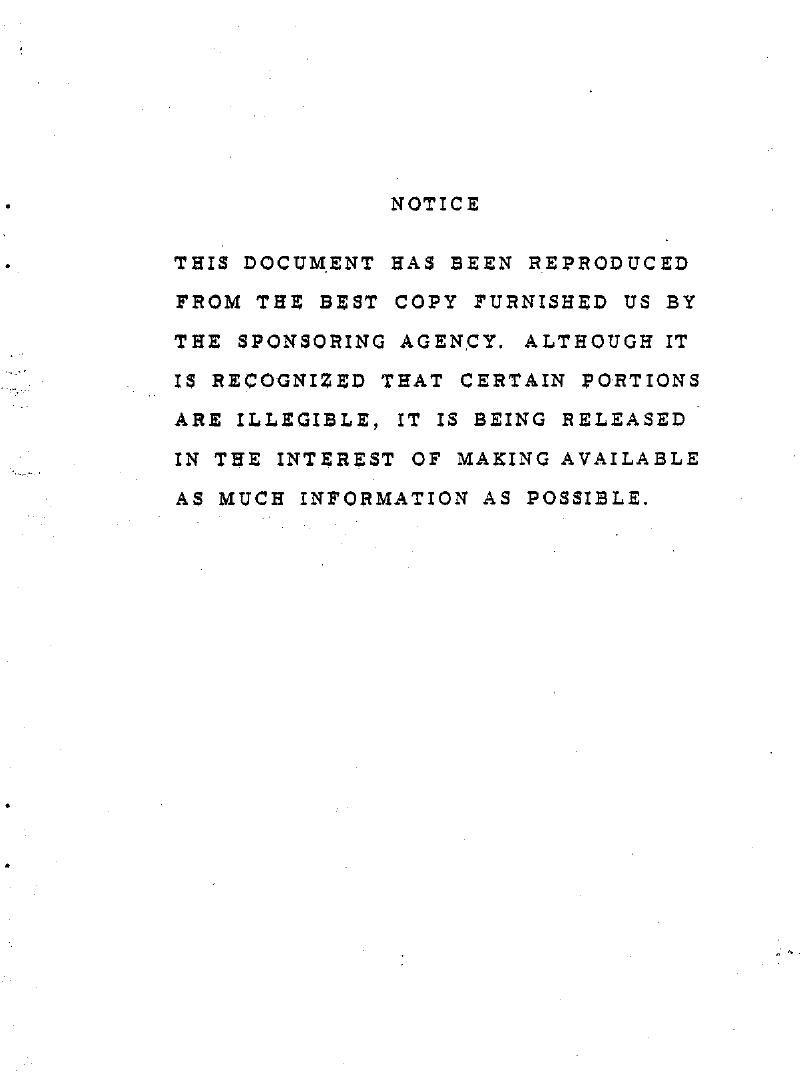 NOTICE
THIS DOCUMENT HAS BEEN REPRODUCED
FROM THE BEST COPY FURNISHED US BY
THE SPONSORING AGENCY. ALTHOUGH IT
IS RECOGNIZED THAT CERTAIN PORTIONS
ARE ILLEGIBLE, IT IS BEING RELEASED
IN THE INTEREST OF MAKING AVAILABLE
AS MUCH INFORMATION AS POSSIBLE.